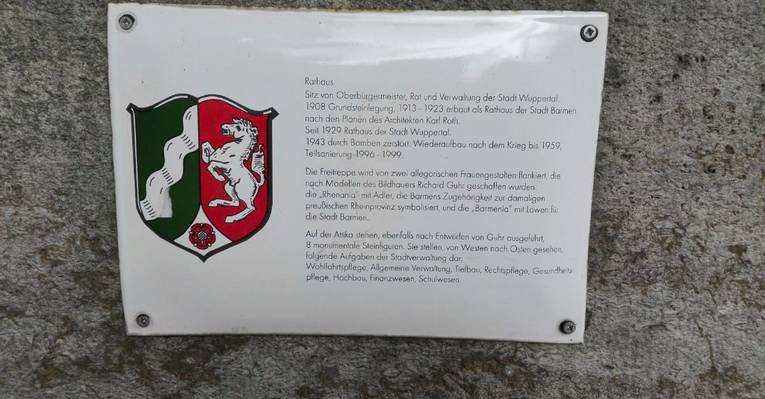 Rathaus
Sitz von Oberbürgermeister, Rat und Verwaltung der Stadt Wuppertal.
1908 Grundsteinlegung, 1913 - 1923 erbaut als Rathaus der Stadt Barmen
nach den Plänen des Architekten Karl Roth.
Seit 1929 Rathaus der Stadt Wuppertal.
1943 durch Bomben zerstört. Wiederaufbau nach dem Krieg bis 1959,
Teilsanierung 1996 - 1999.
Die Freitreppe wird von zwei allegorischen Frauengestalten flankiert, die
nach Modellen des Bildhauers Richard Guhr geschaffen wurden:
die „Rhenania" mit Adler, die Barmens Zugehörigkeit zur damaligen
preußischen Rheinprovinz symbolisiert, und die „Barmenia" mit Löwen für
die Stadt Barmen.
Auf der Attika stehen, ebenfalls nach Entwürfen von Guhr ausgeführt,
8 monumentale Steinfiguren. Sie stellen, von Westen nach Osten gesehen,
folgende Aufgaben der Stadtverwaltung dar:
Wohlfahrtspflege, Allgemeine Verwaltung, Tiefbau, Rechtspflege, Gesundheits
pflege, Hochbau, Finanzwesen, Schulwesen.